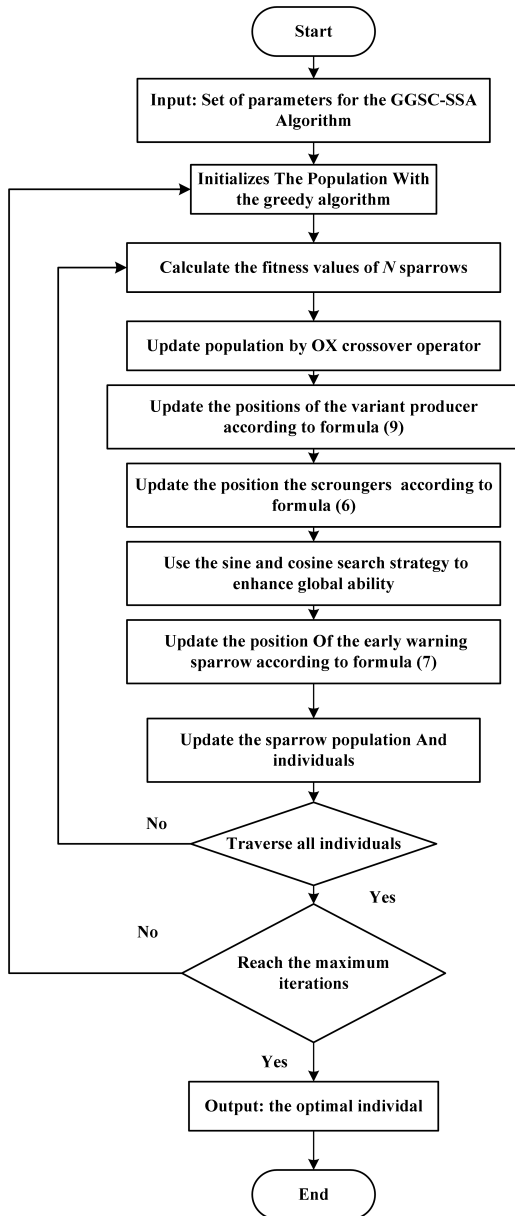 Start
Input: Set of parameters for the GGSC-SSA
Algorithm
Initializes The Population With
the greedy algorithm
Calculate the fitness values of N sparrows
Update population by OX crossover operator
Update the positions of the variant producer
according to formula (9)
Update the position the scroungers according to
formula (6)
Use the sine and cosine search strategy to
enhance global ability
Update the position Of the early warning
sparrow according to formula (7)
Update the sparrow population And
individuals
No
Traverse all individuals
Yes
No
Reach the maximum
iterations
Yes
Output: the optimal individal
End